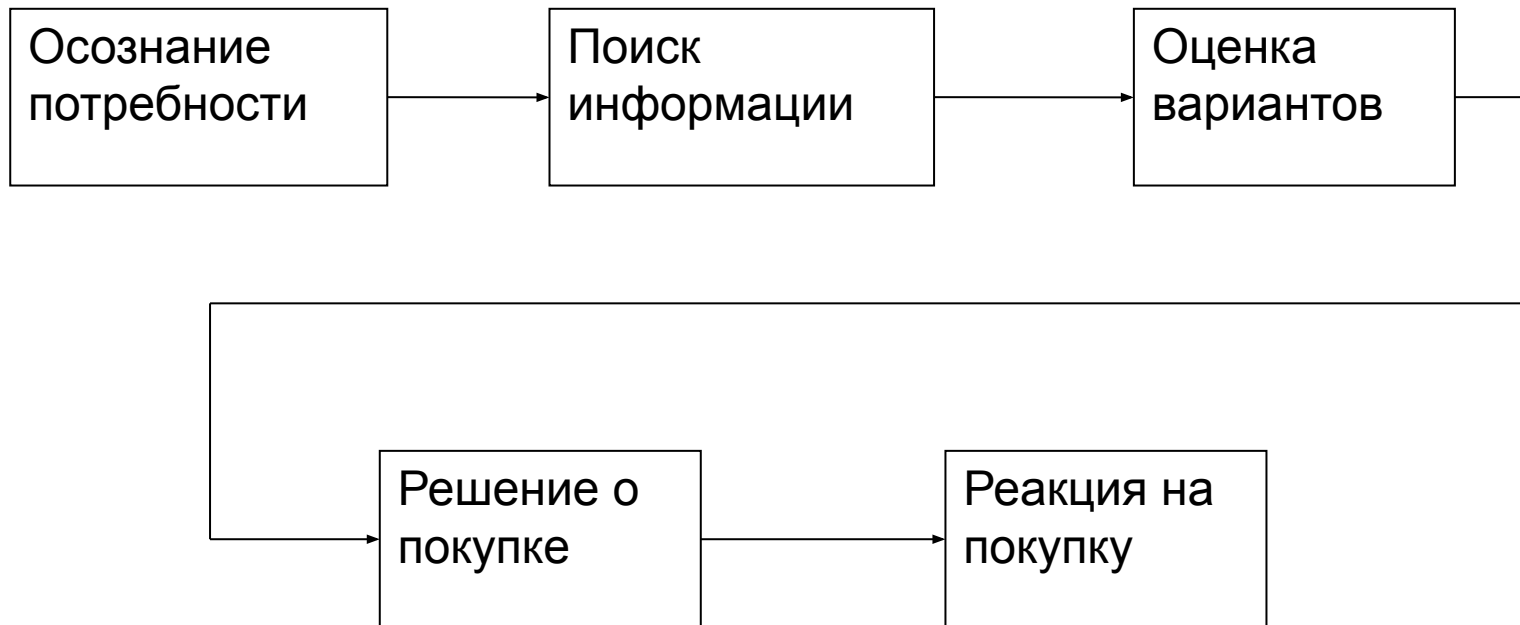 Осознание
потребности
Поиск
информации
Оценка
вариантов
Решение о
покупке
Реакция на
покупку